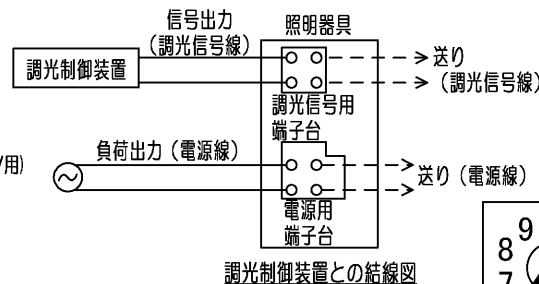 信号出力
（調光信号線）
照明器具
調光制御装置
送り
（調光信号線）
調光信号用
端子台
負荷出力（電源線）
用）
送り（電源線）
電源用
端子台
調光制御装置との結線図
9
8
7